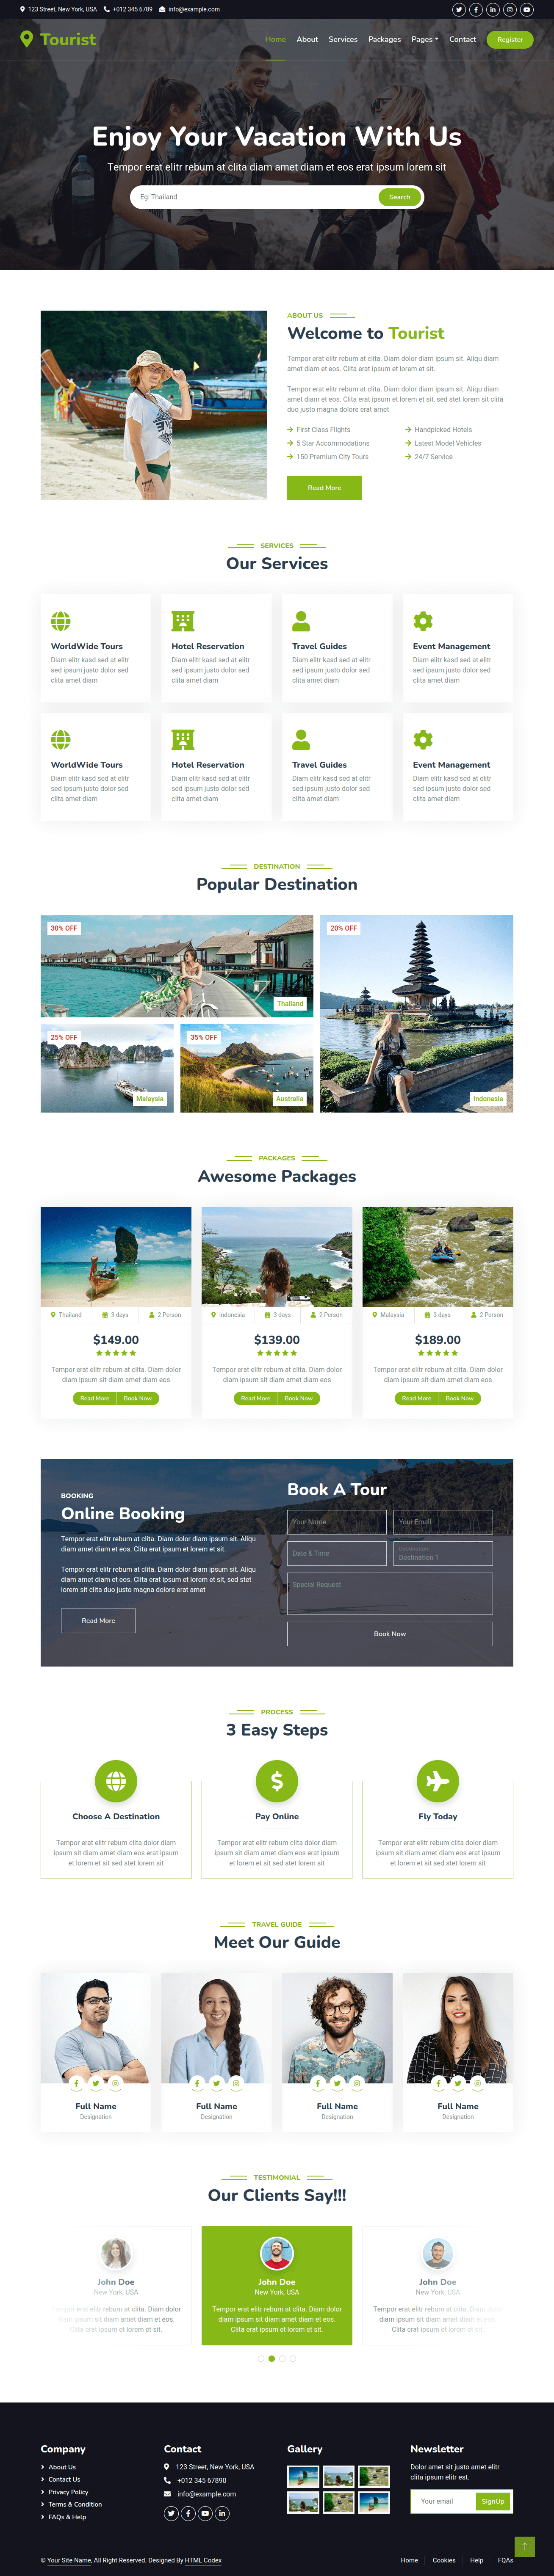 123 Street, New York, USA +012 345 6789 info@example.com
Tourist
Home About Services Packages Pages Contact Register
Enjoy Your Vacation With Us
Tempor erat elitr rebum at clita diam amet diam et eos erat ipsum lorem sit
Eg: Thailand Search
ABOUT US
Welcome to Tourist
Tempor erat elitr rebum at clita. Diam dolor diam ipsum sit. Aliqu diam
amet diam et eos. Clita erat ipsum et lorem et sit.
Tempor erat elitr rebum at clita. Diam dolor diam ipsum sit. Aliqu diam
amet diam et eos. Clita erat ipsum et lorem et sit, sed stet lorem sit clita
duo justo magna dolore erat amet
First Class Flights Handpicked Hotels
5 Star Accommodations Latest Model Vehicles
150 Premium City Tours 24/7 Service
Read More
SERVICES
Our Services
WorldWide Tours
Diam elitr kasd sed at elitr
sed ipsum justo dolor sed
clita amet diam
Hotel Reservation
Diam elitr kasd sed at elitr
sed ipsum justo dolor sed
clita amet diam
Travel Guides
Diam elitr kasd sed at elitr
sed ipsum justo dolor sed
clita amet diam
Event Management
Diam elitr kasd sed at elitr
sed ipsum justo dolor sed
clita amet diam
WorldWide Tours
Diam elitr kasd sed at elitr
sed ipsum justo dolor sed
clita amet diam
Hotel Reservation
Diam elitr kasd sed at elitr
sed ipsum justo dolor sed
clita amet diam
Travel Guides
Diam elitr kasd sed at elitr
sed ipsum justo dolor sed
clita amet diam
Event Management
Diam elitr kasd sed at elitr
sed ipsum justo dolor sed
clita amet diam
DESTINATION
Popular Destination
30% OFF
Thailand
25% OFF
Malaysia
35% OFF
Australia
20% OFF
Indonesia
PACKAGES
Awesome Packages
Thailand 3 days 2 Person
$149.00
Tempor erat elitr rebum at clita. Diam dolor
diam ipsum sit diam amet diam et eos
Read More Book Now
Indonesia 3 days 2 Person
$139.00
Tempor erat elitr rebum at clita. Diam dolor
diam ipsum sit diam amet diam et eos
Read More Book Now
Malaysia 3 days 2 Person
$189.00
Tempor erat elitr rebum at clita. Diam dolor
diam ipsum sit diam amet diam et eos
Read More Book Now
BOOKING
Online Booking
Tempor erat elitr rebum at clita. Diam dolor diam ipsum sit. Aliqu
diam amet diam et eos. Clita erat ipsum et lorem et sit.
Tempor erat elitr rebum at clita. Diam dolor diam ipsum sit. Aliqu
diam amet diam et eos. Clita erat ipsum et lorem et sit, sed stet
lorem sit clita duo justo magna dolore erat amet
Read More
Book A Tour
Your Name Your Email
Date & Time
Destination
Destination 1
Special Request
Book Now
PROCESS
3 Easy Steps
Choose A Destination
Tempor erat elitr rebum clita dolor diam
ipsum sit diam amet diam eos erat ipsum
et lorem et sit sed stet lorem sit
Pay Online
Tempor erat elitr rebum clita dolor diam
ipsum sit diam amet diam eos erat ipsum
et lorem et sit sed stet lorem sit
Fly Today
Tempor erat elitr rebum clita dolor diam
ipsum sit diam amet diam eos erat ipsum
et lorem et sit sed stet lorem sit
TRAVEL GUIDE
Meet Our Guide
Full Name
Designation
Full Name
Designation
Full Name
Designation
Full Name
Designation
TESTIMONIAL
Our Clients Say!!!
John Doe
New York, USA
erat elitr rebum at clita. Diam dolor
ipsum sit diam amet diam et eos.
Clita erat ipsum et lorem et sit.
John Doe
New York, USA
Tempor erat elitr rebum at clita. Diam dolor
diam ipsum sit diam amet diam et eos.
Clita erat ipsum et lorem et sit.
John Doe
New York, USA
Tempor erat elitr rebum at clita. Diam
diam ipsum sit diam amet diam et
Clita erat ipsum et lorem et
Company
About Us
Contact Us
Privacy Policy
Terms & Condition
FAQs & Help
Contact
123 Street, New York, USA
+012 345 67890
info@example.com
Gallery
Newsletter
Dolor amet sit justo amet elitr
clita ipsum elitr est.
Your email SignUp
© Your Site Name, All Right Reserved. Designed By HTML Codex
Home Cookies Help FQAs